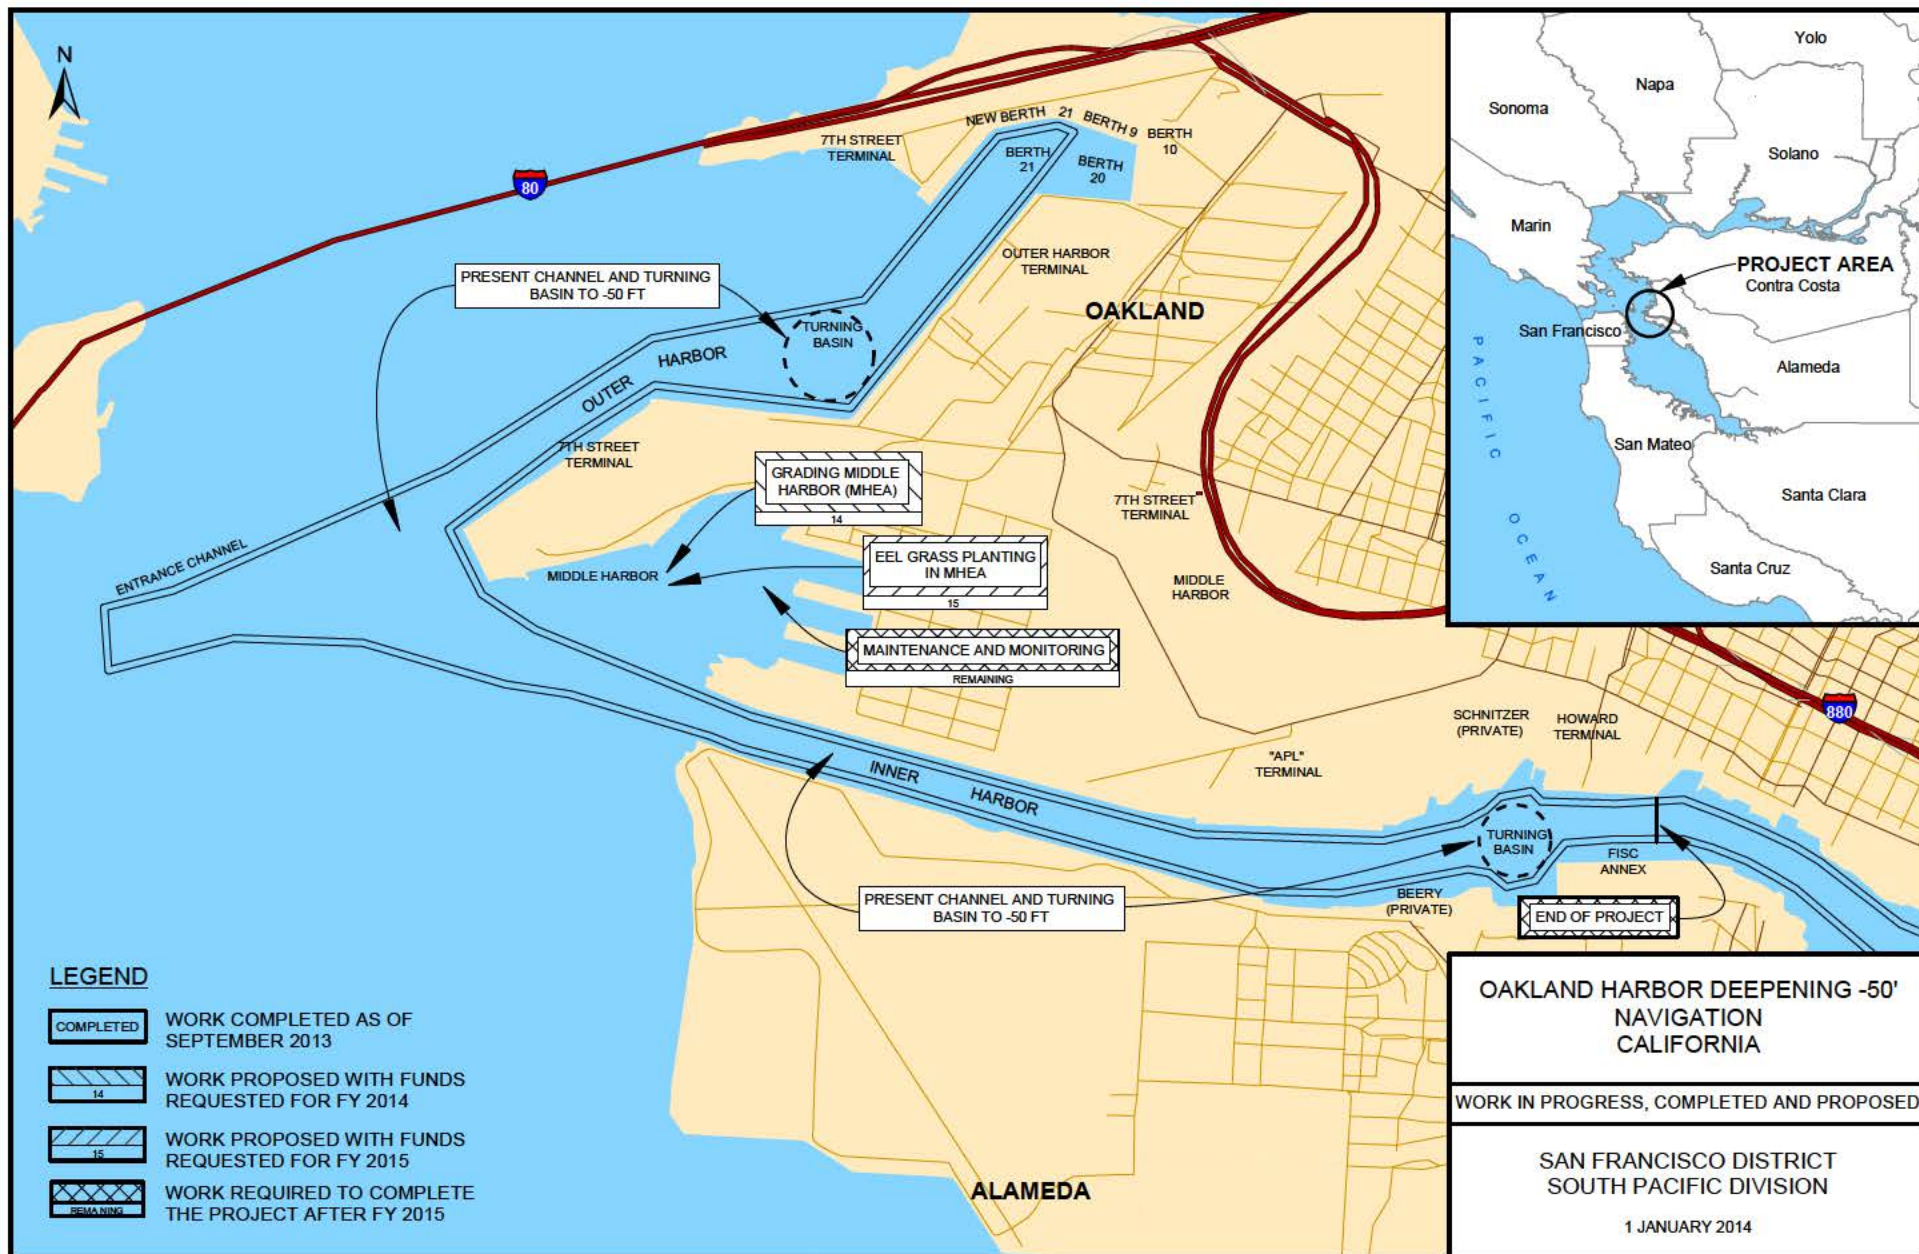 N
80
7TH STREET
TERMINAL
NEW BERTH 21
BERTH 9
BERTH
10
BERTH
21
BERTH
20
PRESENT CHANNEL AND TURNING
BASIN TO -50 FT
OUTER HARBOR
TERMINAL
OAKLAND
TURNING
BASIN
OUTER HARBOR
7TH STREET
TERMINAL
GRADING MIDDLE
HARBOR (MHEA)
14
7TH STREET
TERMINAL
ENTRANCE CHANNEL
MIDDLE HARBOR
EEL GRASS PLANTING
IN MHEA
15
MIDDLE
HARBOR
MAINTENANCE AND MONITORING
REMAINING
SCHNITZER
(PRIVATE)
HOWARD
TERMINAL
880
"APL"
TERMINAL
INNER HARBOR
TURNING
BASIN
FISC
ANNEX
PRESENT CHANNEL AND TURNING
BASIN TO -50 FT
BEERY
(PRIVATE)
END OF PROJECT
ALAMEDA
LEGEND
COMPLETED
WORK COMPLETED AS OF
SEPTEMBER 2013
14
WORK PROPOSED WITH FUNDS
REQUESTED FOR FY 2014
15
WORK PROPOSED WITH FUNDS
REQUESTED FOR FY 2015
REMAINING
WORK REQUIRED TO COMPLETE
THE PROJECT AFTER FY 2015
Yolo
Napa
Sonoma
Solano
Marin
PROJECT AREA
Contra Costa
San Francisco
Alameda
PACIFIC OCEAN
San Mateo
Santa Clara
Santa Cruz
OAKLAND HARBOR DEEPENING -50'
NAVIGATION
CALIFORNIA
WORK IN PROGRESS, COMPLETED AND PROPOSED
SAN FRANCISCO DISTRICT
SOUTH PACIFIC DIVISION
1 JANUARY 2014